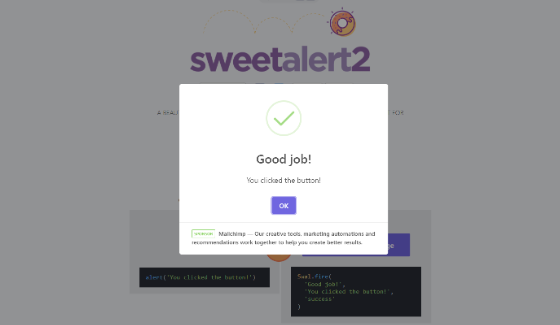 sweetalert2
A REA
FOR
Good job!
You clicked the button!
OK
Mailchimp — Our creative tools, marketing automations and
recommendations work together to help you create better results.
alert('You clicked the button!')
Swal.fire(
'Good job!',
'You clicked the button!',
'success'
)